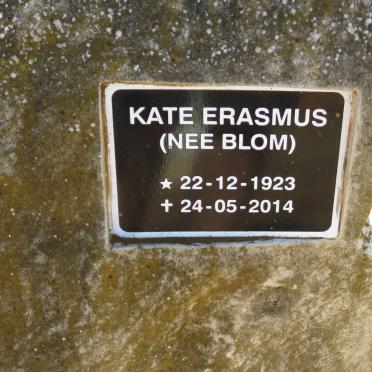 KATE ERASMUS
(NEE BLOM)
★ 22-12-1923
✝ 24-05-2014